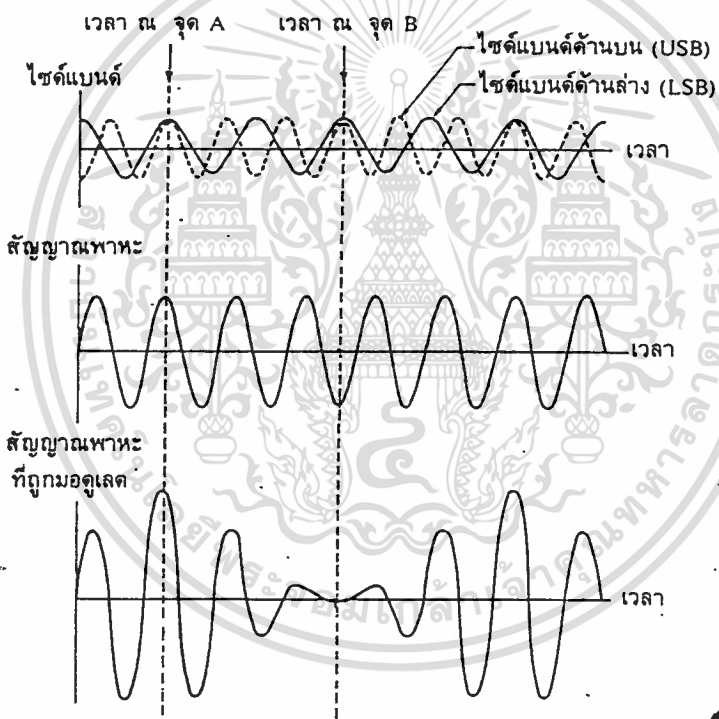 เวลา ณ จุด A
เวลา ณ จุด B
ไซด์แบนด์ด้านบน (USB)
ไซด์แบนด์
ไซด์แบนด์ด้านล่าง (LSB)
เวลา
สัญญาณพาหะ
เวลา
สัญญาณพาหะ
ที่ถูกมอดูเลต
เวลา